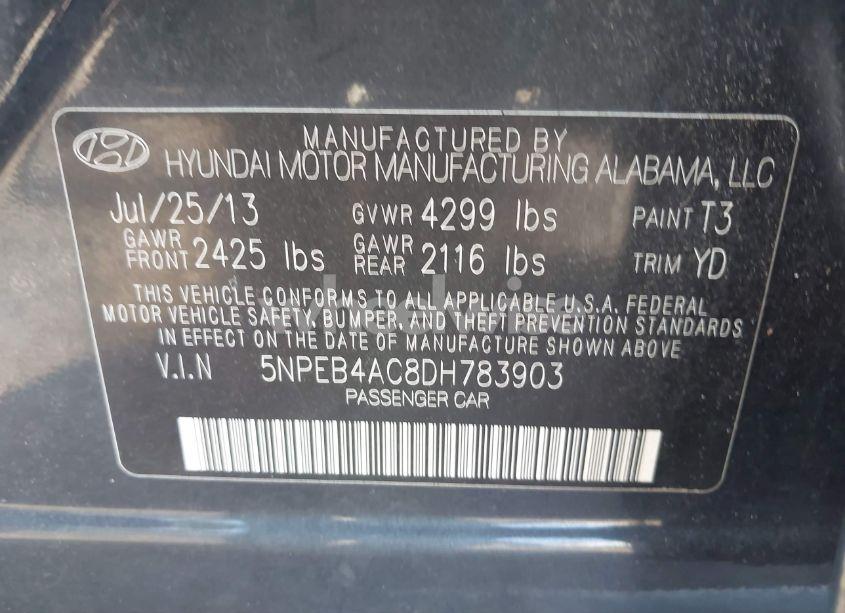 MANUFACTURED BY
HYUNDAI MOTOR MANUFACTURING ALABAMA, LLC
Jul/25/13 GVWR 4299 lbs PAINT T3
GAWR FRONT 2425 lbs GAWR REAR 2116 lbs TRIM YD
THIS VEHICLE CONFORMS TO ALL APPLICABLE U.S.A. FEDERAL
MOTOR VEHICLE SAFETY, BUMPER, AND THEFT PREVENTION STANDARDS
IN EFFECT ON THE DATE OF MANUFACTURE SHOWN ABOVE
V.I.N 5NPEB4AC8DH783903
PASSENGER CAR